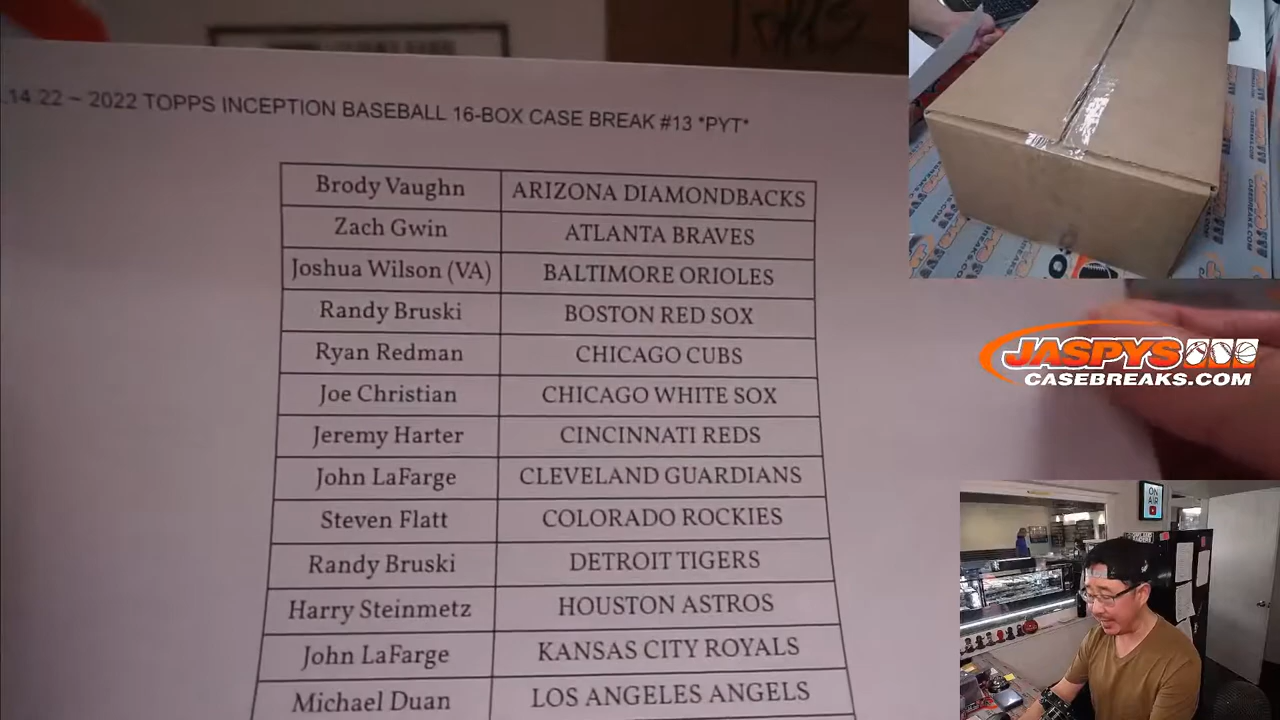 .14.22 ~ 2022 TOPPS INCEPTION BASEBALL 16-BOX CASE BREAK #13 *PYT*
Brody Vaughn ARIZONA DIAMONDBACKS
Zach Gwin ATLANTA BRAVES
Joshua Wilson (VA) BALTIMORE ORIOLES
Randy Bruski BOSTON RED SOX
Ryan Redman CHICAGO CUBS
Joe Christian CHICAGO WHITE SOX
Jeremy Harter CINCINNATI REDS
John LaFarge CLEVELAND GUARDIANS
Steven Flatt COLORADO ROCKIES
Randy Bruski DETROIT TIGERS
Harry Steinmetz HOUSTON ASTROS
John LaFarge KANSAS CITY ROYALS
Michael Duan LOS ANGELES ANGELS
JASPYS
CASEBREAKS.COM
ON
AIR